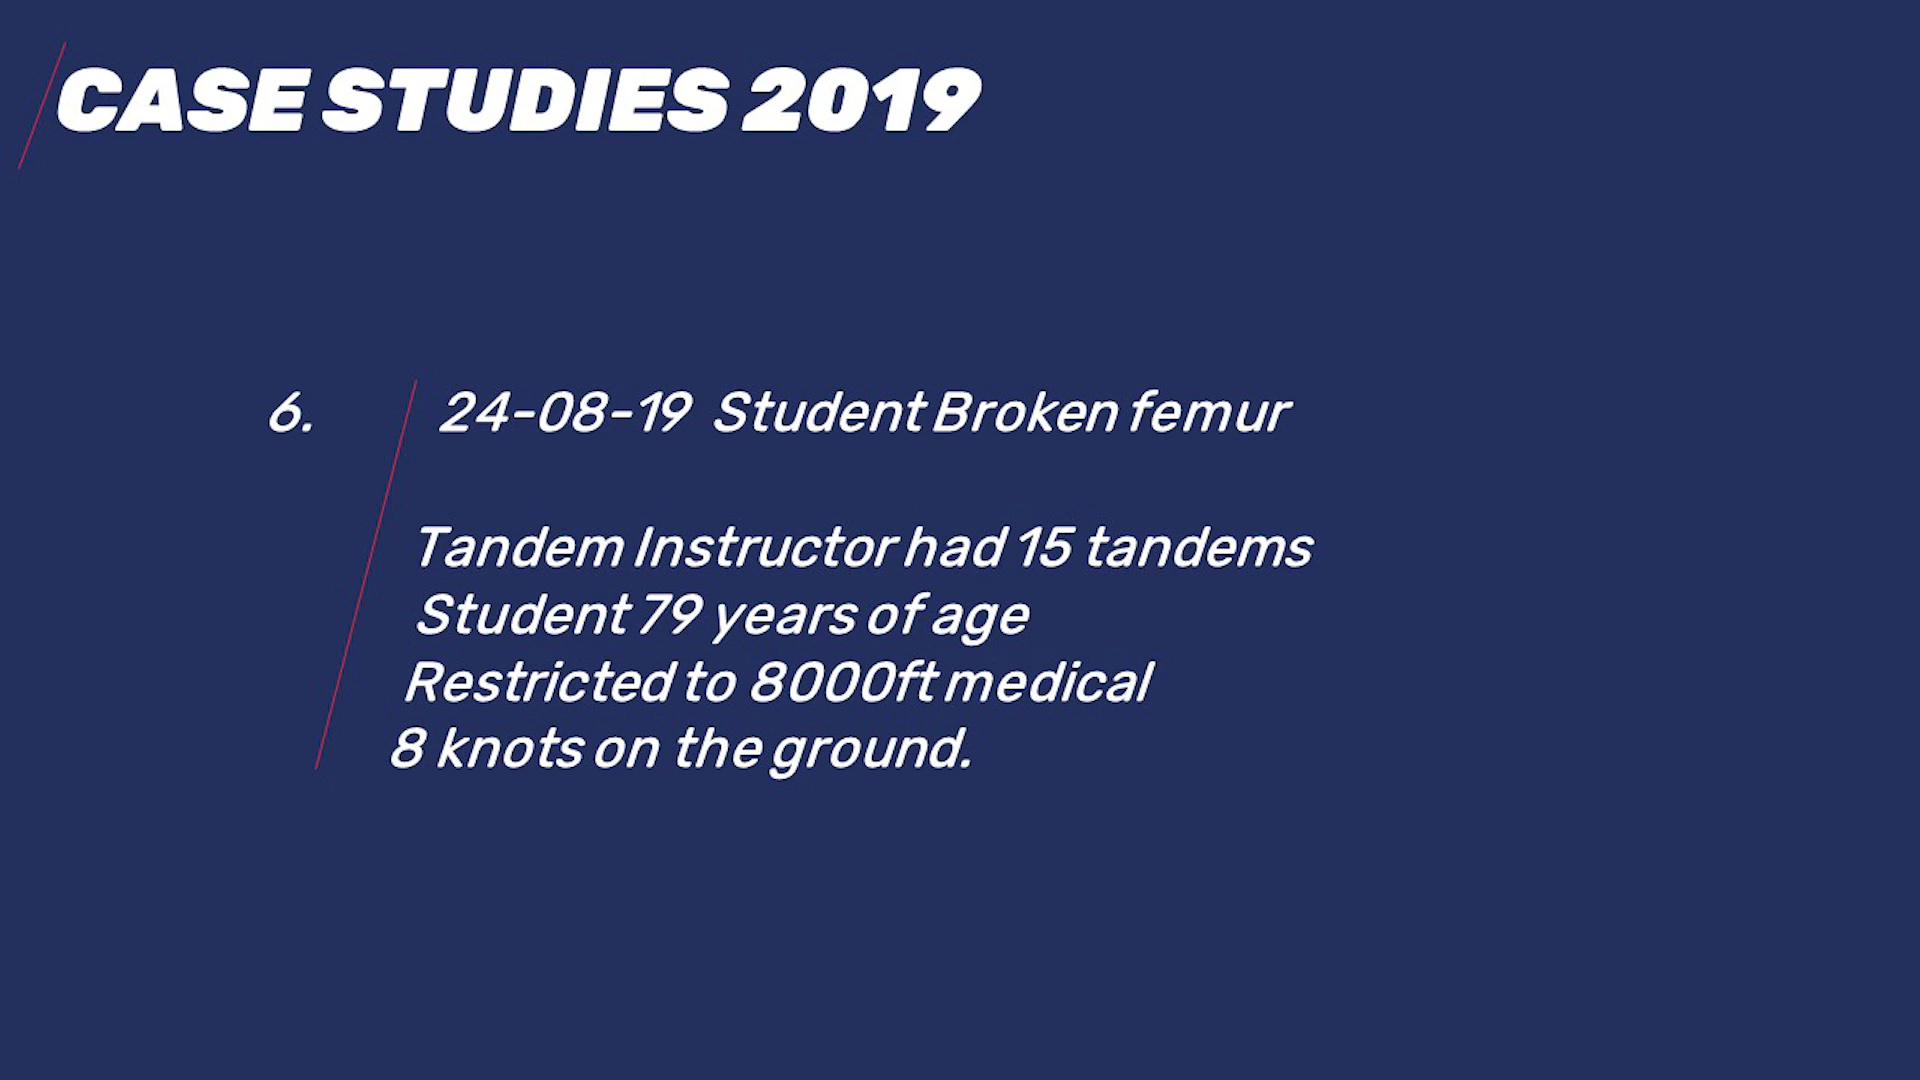 CASE STUDIES 2019
6. 24-08-19 Student Broken femur
Tandem Instructor had 15 tandems
Student 79 years of age
Restricted to 8000ft medical
8 knots on the ground.